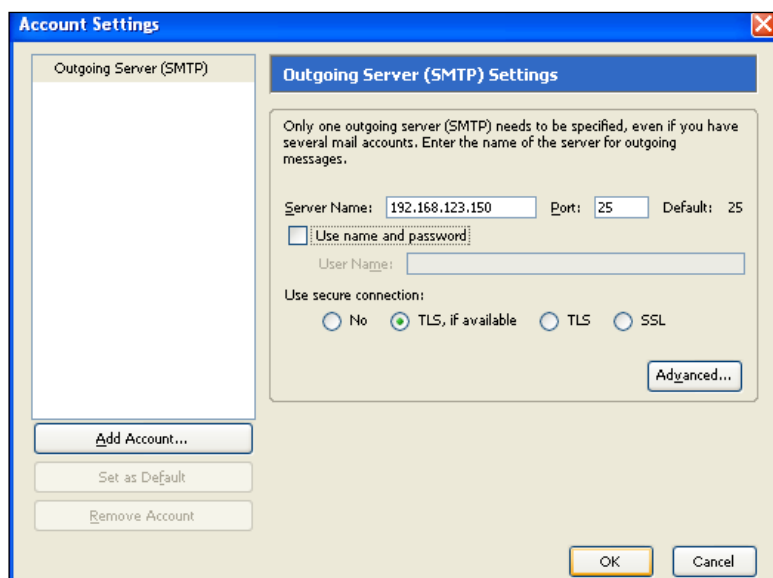 Account Settings
Outgoing Server (SMTP)
Outgoing Server (SMTP) Settings
Only one outgoing server (SMTP) needs to be specified, even if you have
several mail accounts. Enter the name of the server for outgoing
messages.
Server Name: 192.168.123.150 Port: 25 Default: 25
Use name and password
User Name:
Use secure connection:
No TLS, if available TLS SSL
Advanced...
Add Account...
Set as Default
Remove Account
OK Cancel